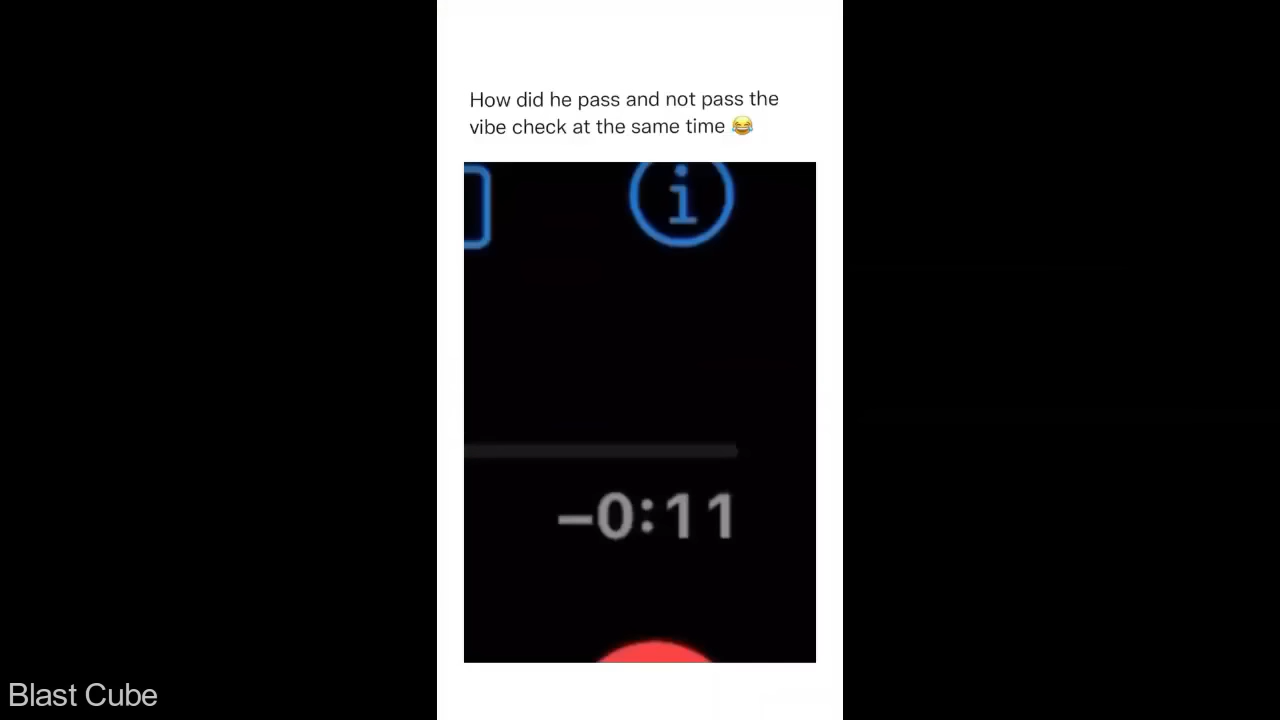 How did he pass and not pass the
vibe check at the same time 😂
i
–0:11
Blast Cube